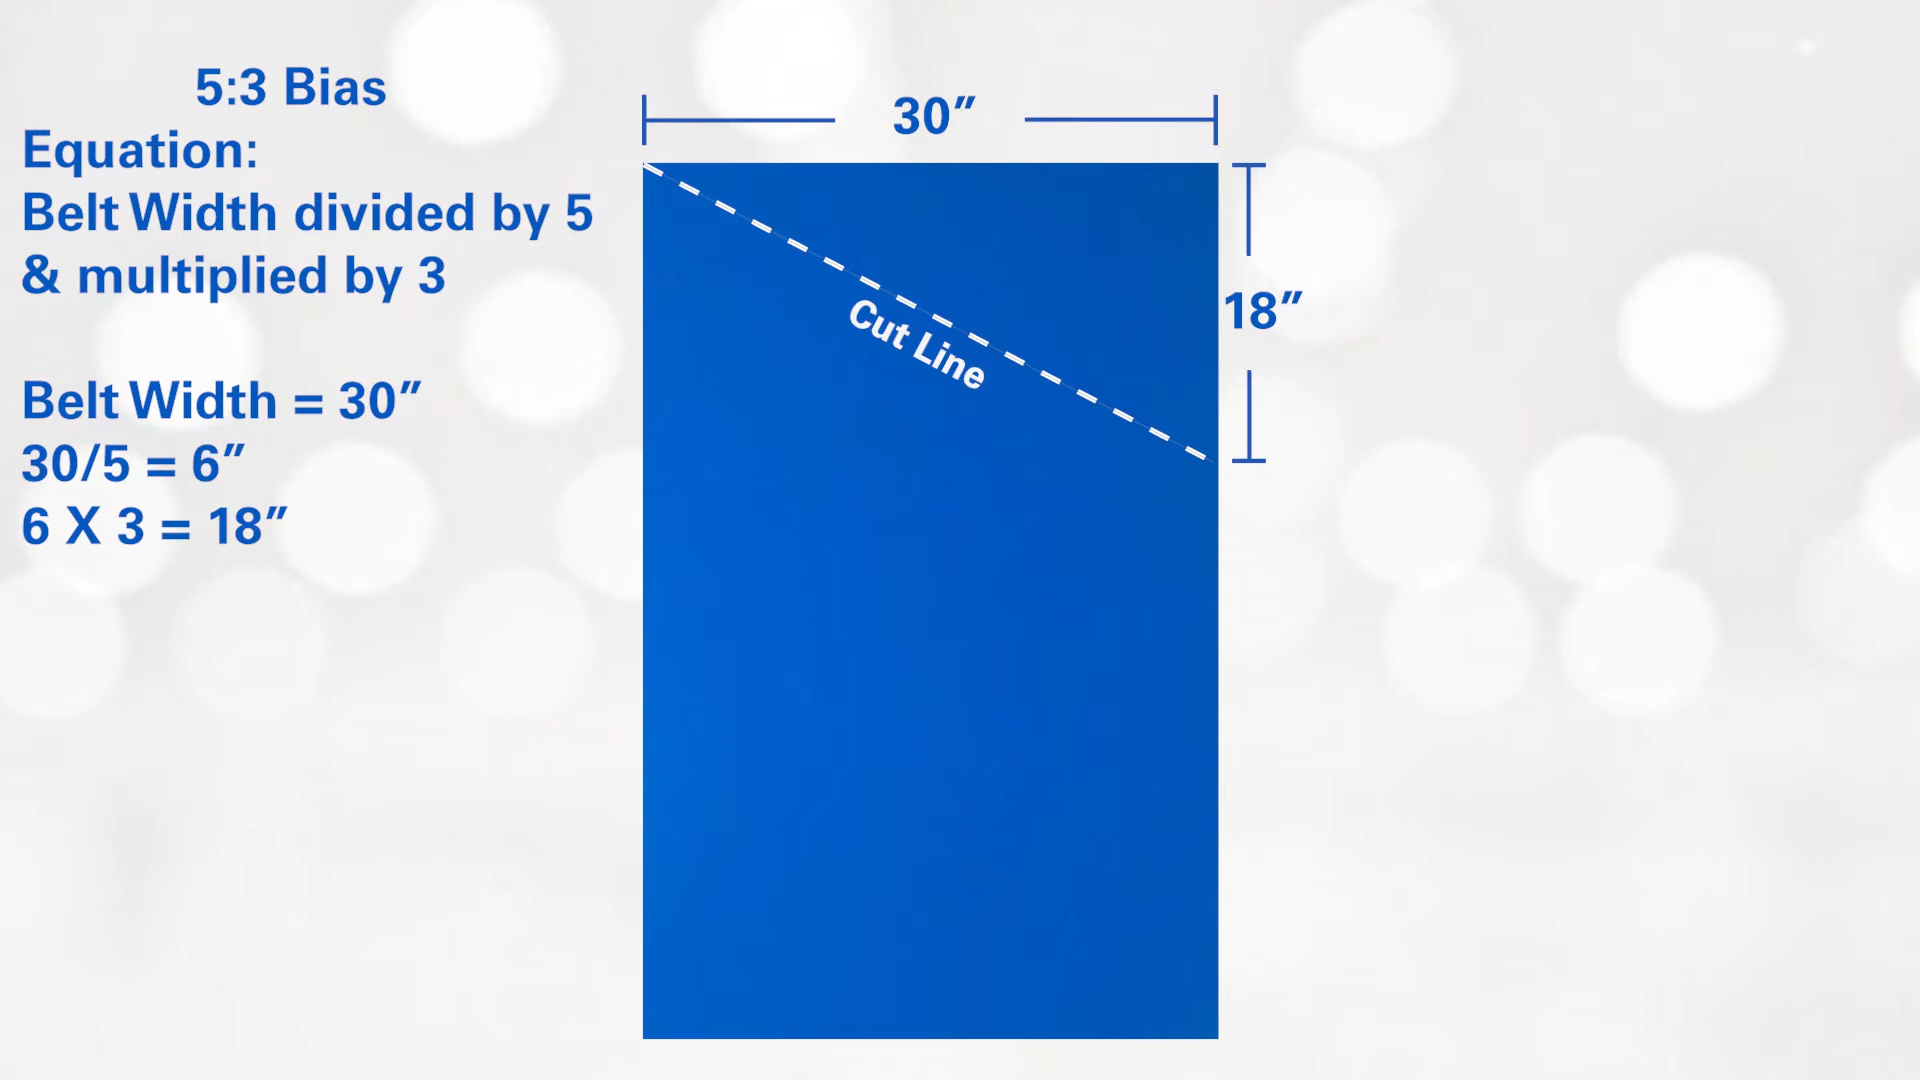 5:3 Bias
Equation:
Belt Width divided by 5
& multiplied by 3
Belt Width = 30”
30/5 = 6”
6 X 3 = 18”
30”
18”
Cut Line